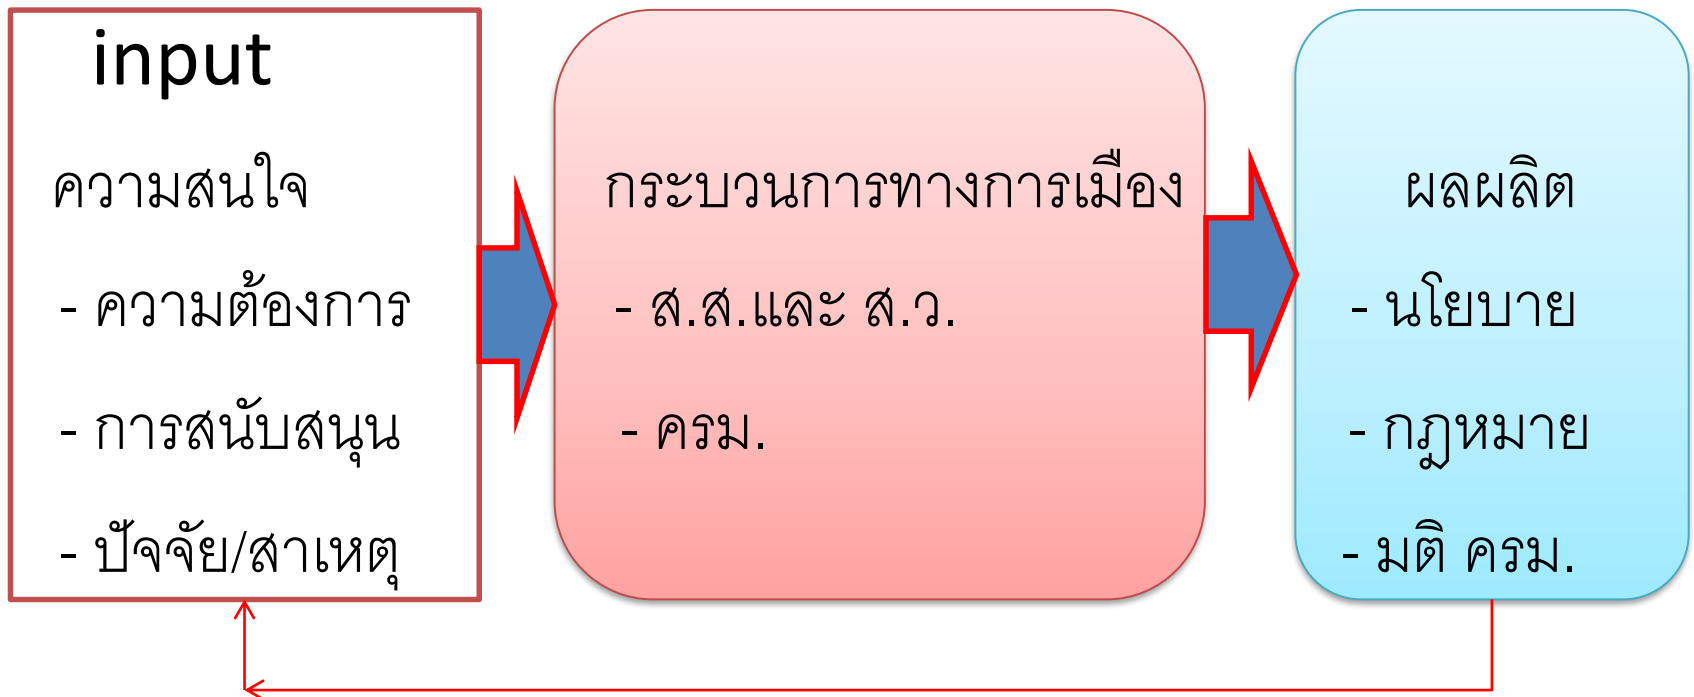 input
ความสนใจ
- ความต้องการ
- การสนับสนุน
- ปัจจัย/สาเหตุ
กระบวนการทางการเมือง
- ส.ส.และ ส.ว.
- ครม.
ผลผลิต
- นโยบาย
- กฎหมาย
- มติ ครม.